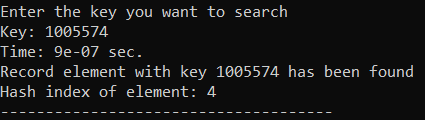 Enter the key you want to search
Key: 1005574
Time: 9e-07 sec.
Record element with key 1005574 has been found
Hash index of element: 4
-------------------------------------